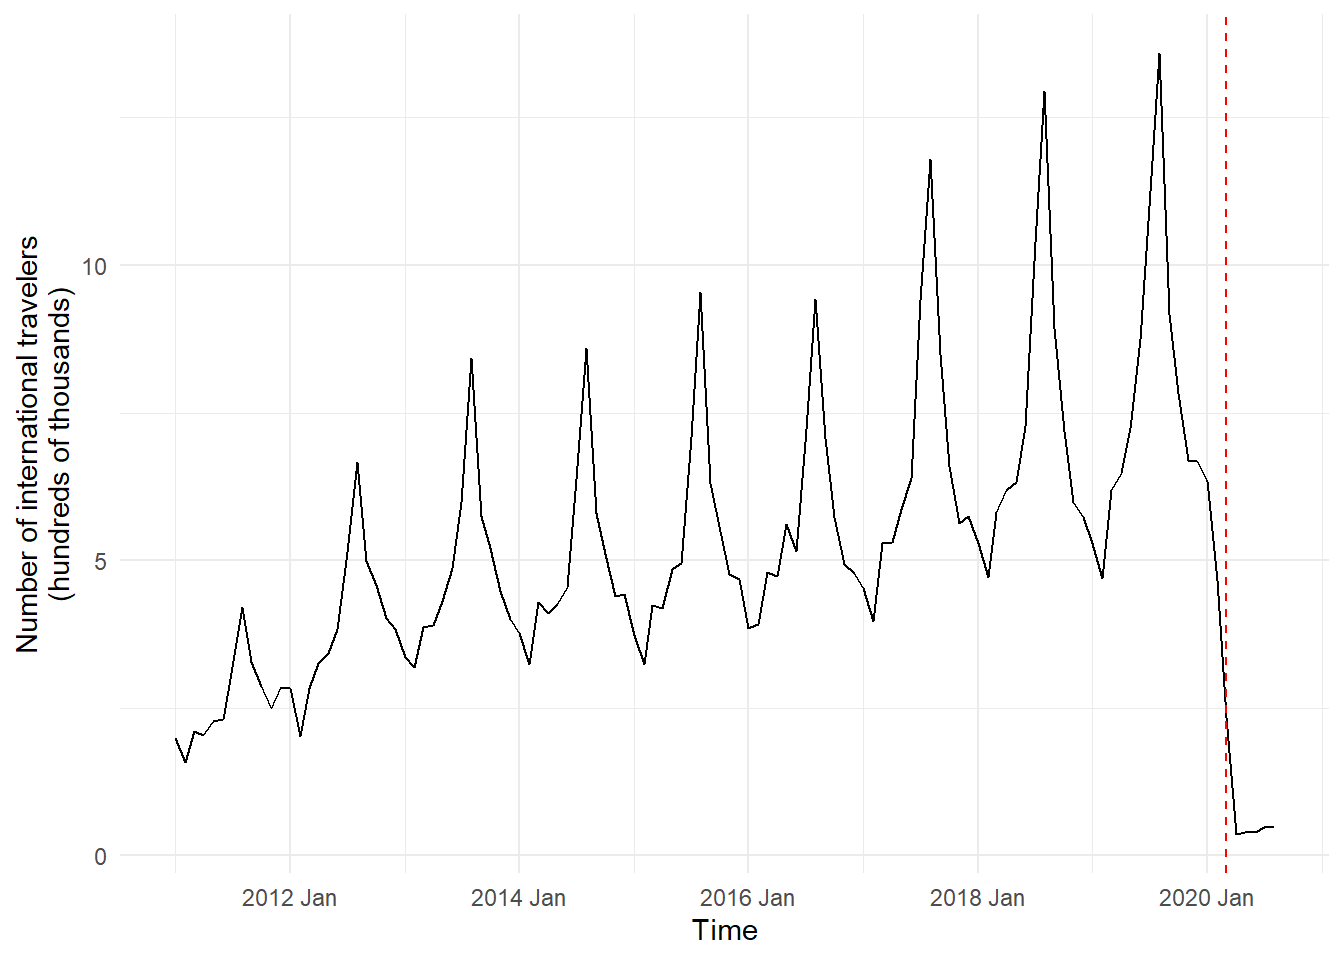 Number of international travelers
(hundreds of thousands)
10
5
0
2012 Jan
2014 Jan
2016 Jan
2018 Jan
2020 Jan
Time